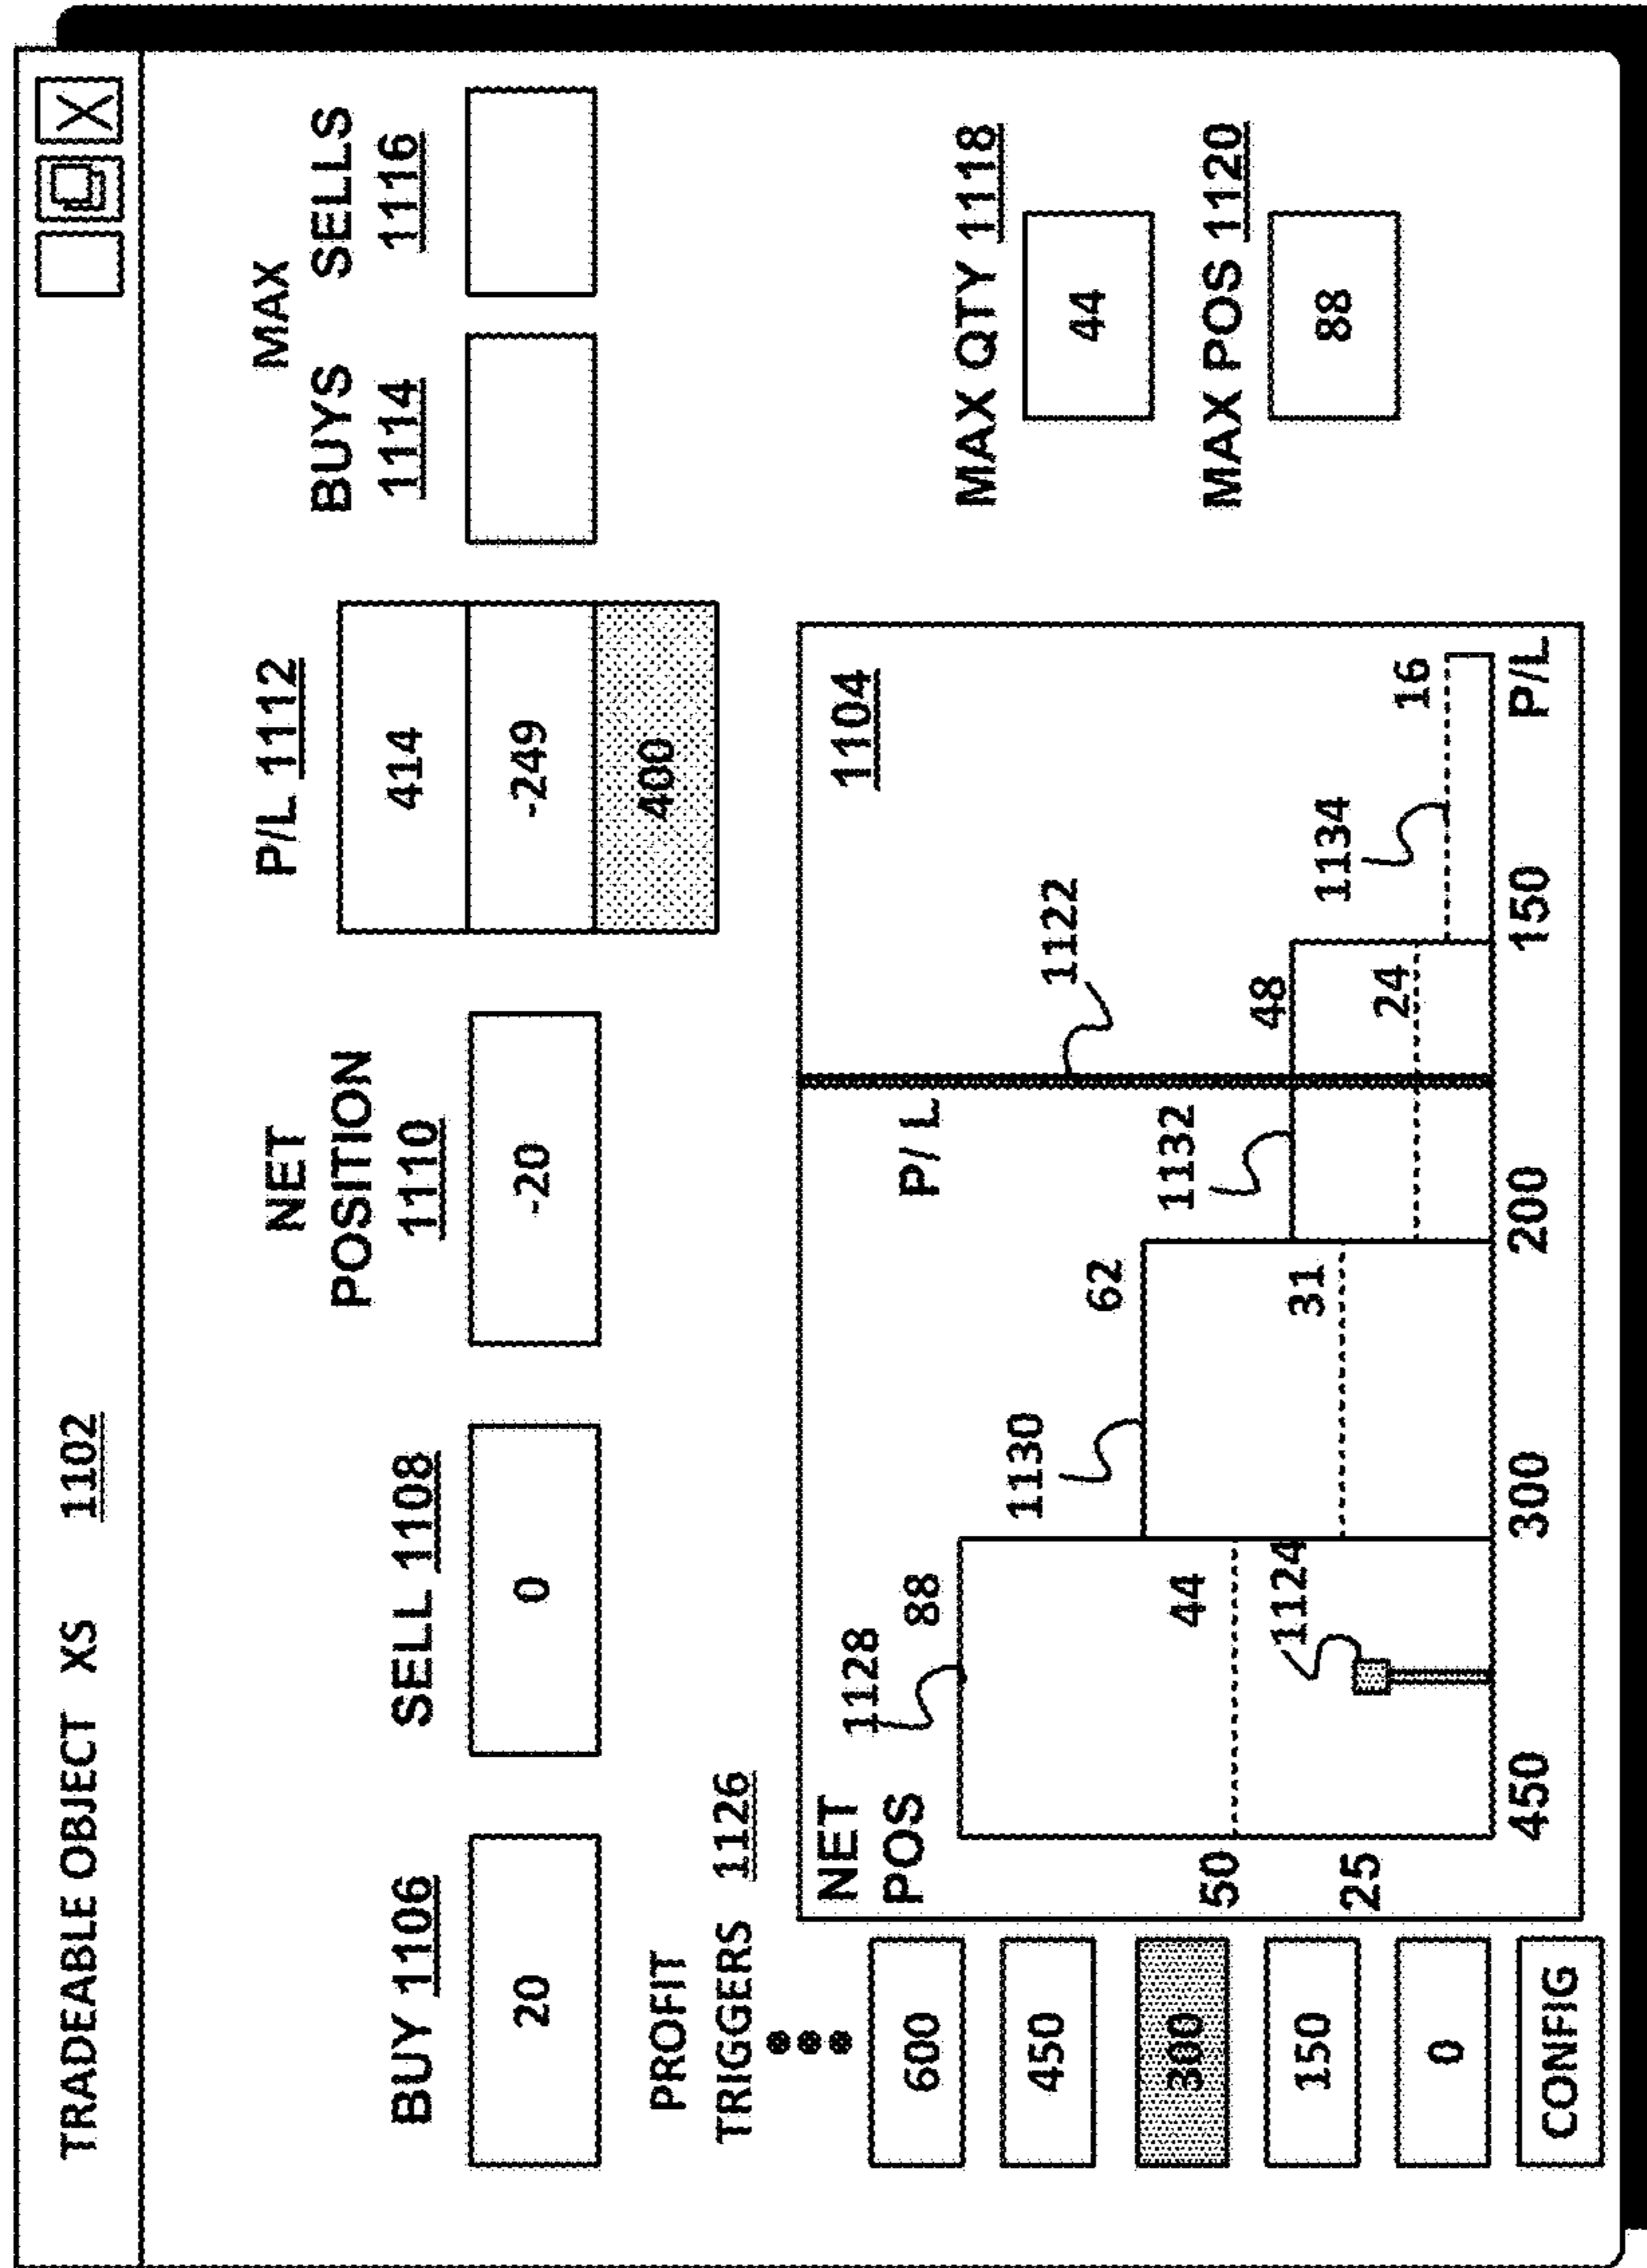 TRADEABLE OBJECT XS 1102
X
MAX
BUY 1106
SELL 1108
NET
POSITION
1110
P/L 1112
BUYS
1114
SELLS
1116
20
0
-20
414
-249
400
PROFIT
TRIGGERS 1126
600
450
300
150
0
CONFIG
NET
POS
1104
1128
88
P/L
1130
62
1122
1132
48
50
44
25
1124
31
24
1134
16
450
300
200
150
P/L
MAX QTY 1118
44
MAX POS 1120
88